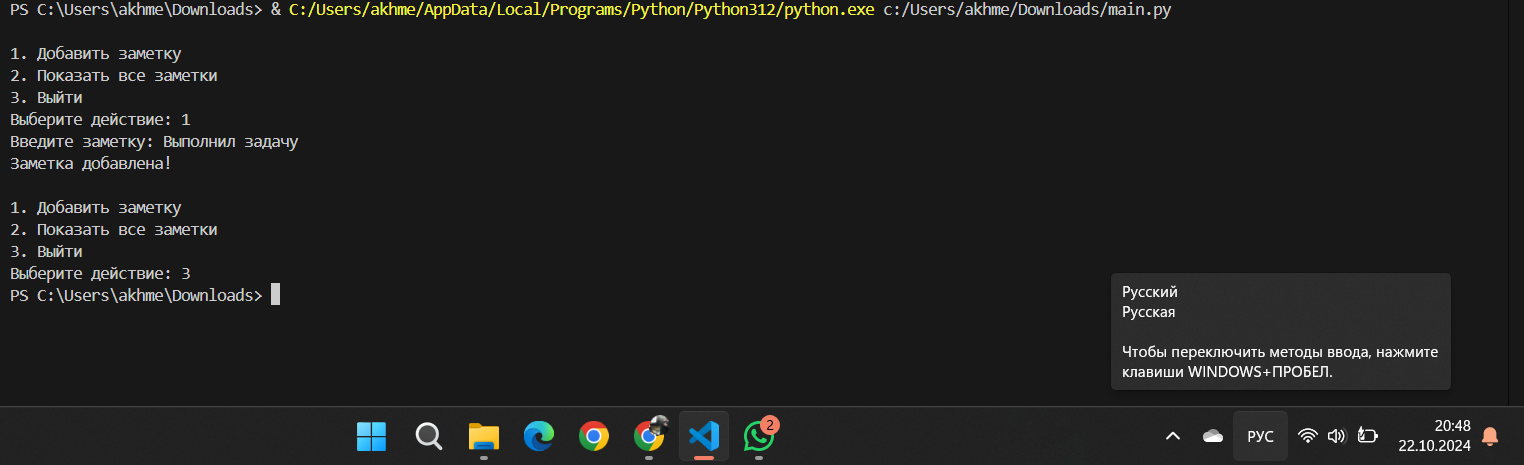 PS C:\Users\akhme\Downloads> & C:/Users/akhme/AppData/Local/Programs/Python/Python312/python.exe c:/Users/akhme/Downloads/main.py
1. Добавить заметку
2. Показать все заметки
3. Выйти
Выберите действие: 1
Введите заметку: Выполнил задачу
Заметка добавлена!
1. Добавить заметку
2. Показать все заметки
3. Выйти
Выберите действие: 3
PS C:\Users\akhme\Downloads>
Русский
Русская
Чтобы переключить методы ввода, нажмите
клавиши WINDOWS+ПРОБЕЛ.
2
РУС
20:48
22.10.2024